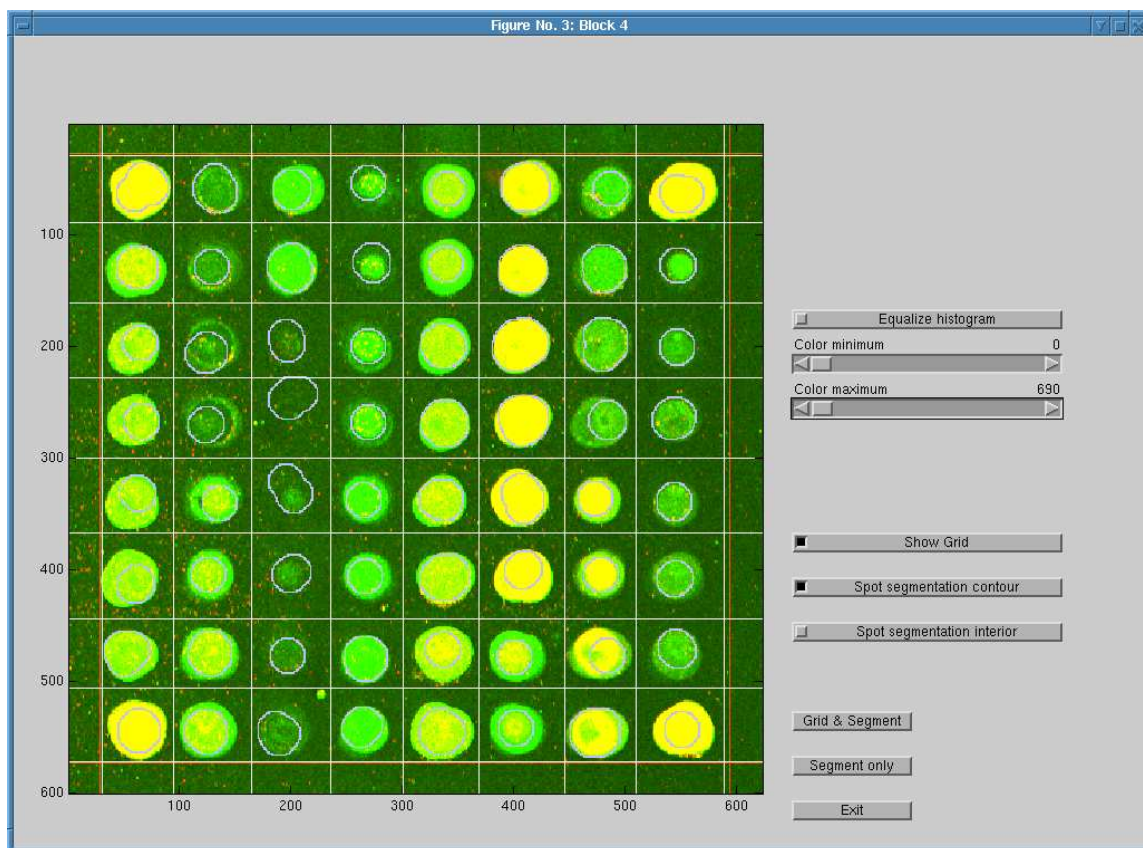 Figure No. 3: Block 4
100
200
300
400
500
600
100
200
300
400
500
600
Equalize histogram
Color minimum 0
Color maximum 690
Show Grid
Spot segmentation contour
Spot segmentation interior
Grid & Segment
Segment only
Exit